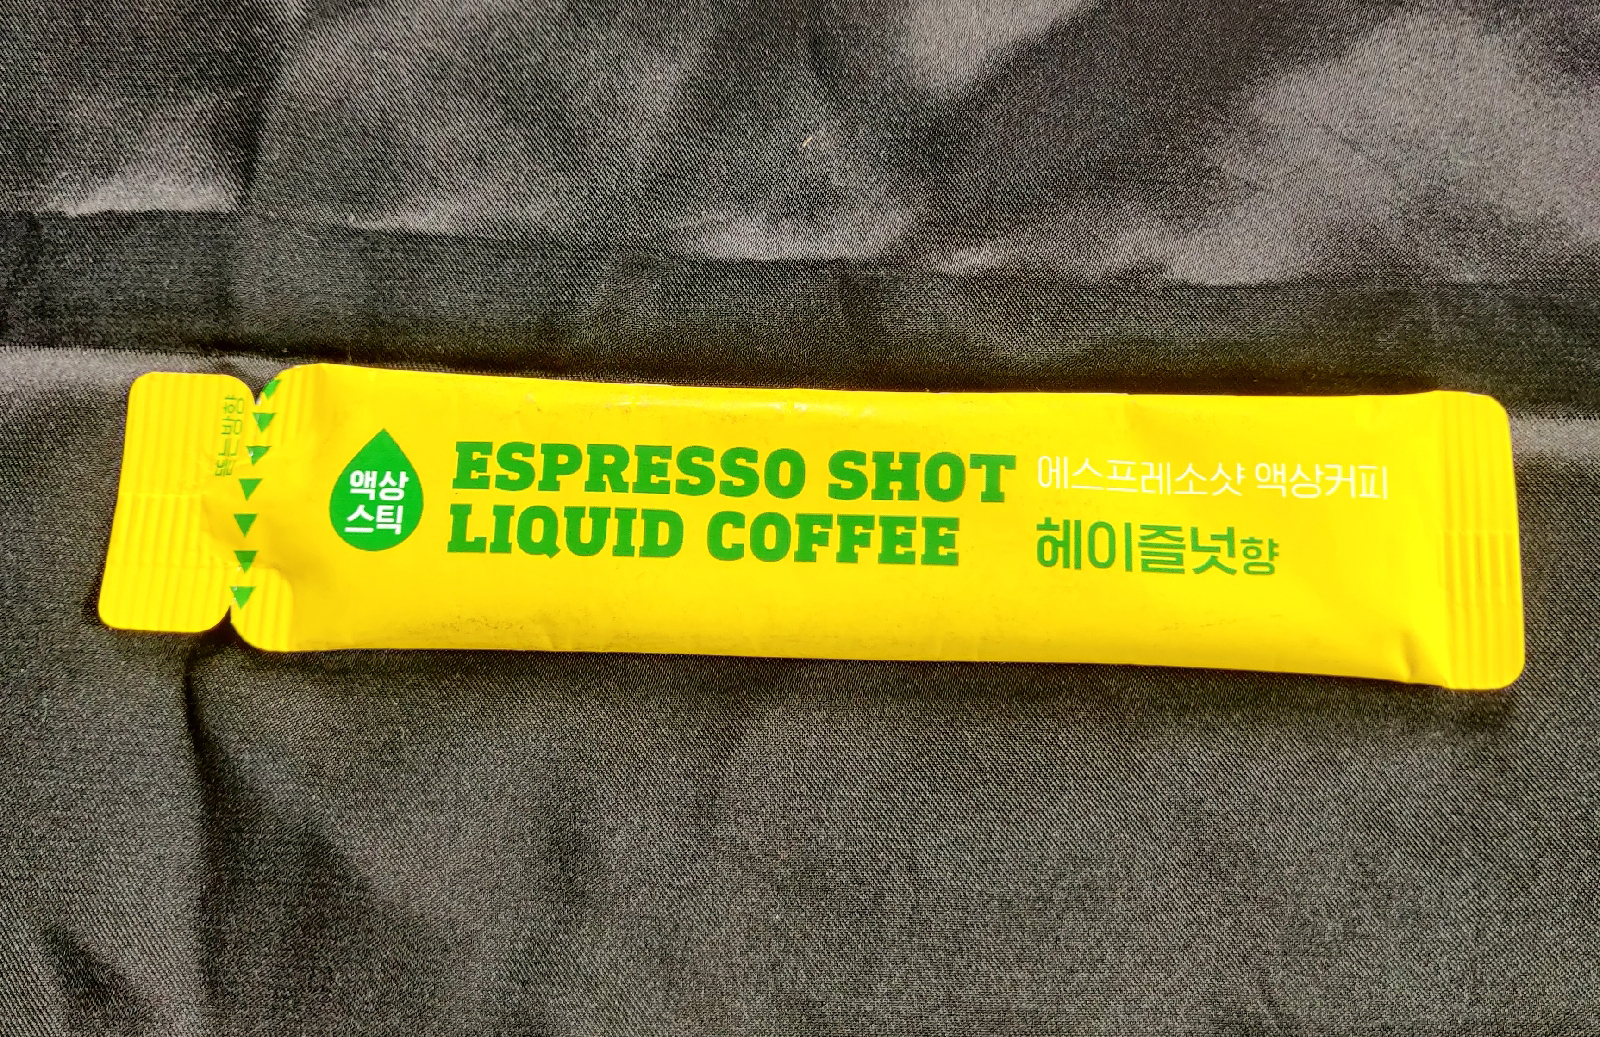 액상
스틱
ESPRESSO SHOT
LIQUID COFFEE
에스프레소샷 액상커피
헤이즐넛향